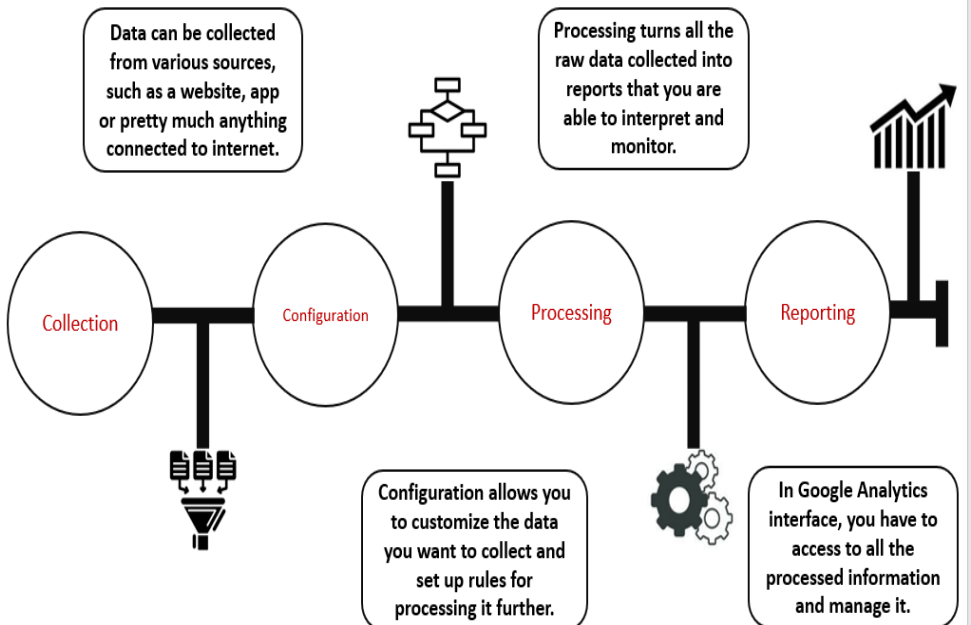 Data can be collected
from various sources,
such as a website, app
or pretty much anything
connected to internet.
Processing turns all the
raw data collected into
reports that you are
able to interpret and
monitor.
Collection
Configuration
Processing
Reporting
Configuration allows you
to customize the data
you want to collect and
set up rules for
processing it further.
In Google Analytics
interface, you have to
access to all the
processed information
and manage it.